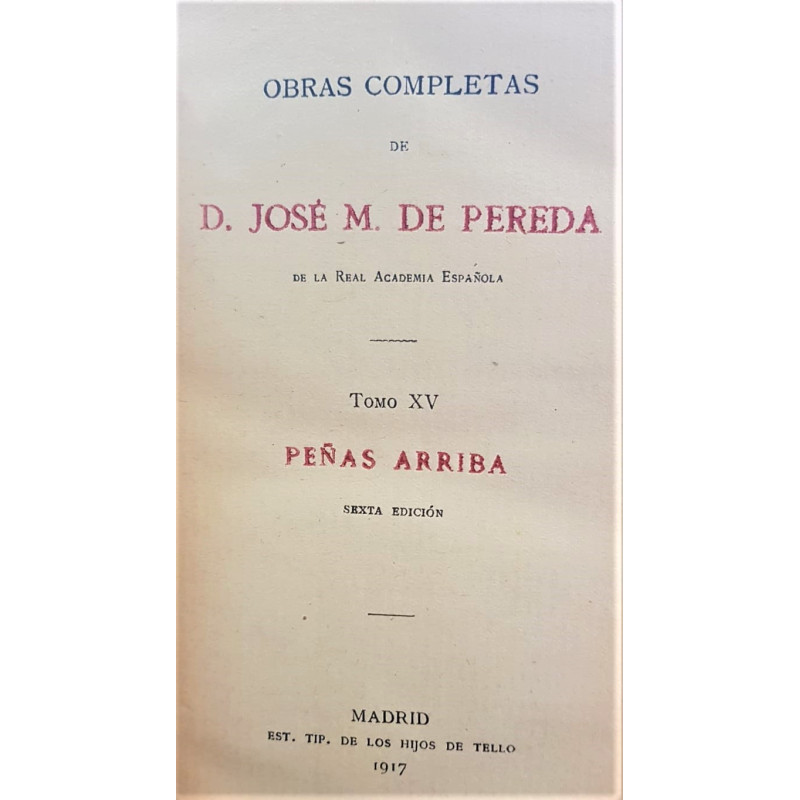 OBRAS COMPLETAS
DE
D. JOSÉ M. DE PEREDA
DE LA REAL ACADEMIA ESPAÑOLA
TOMO XV
PEÑAS ARRIBA
SEXTA EDICIÓN
MADRID
EST. TIP. DE LOS HIJOS DE TELLO
1917